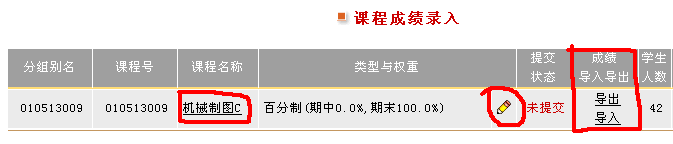 课程成绩录入
分组别名 课程号 课程名称 类型与权重 提交状态 成绩导入导出 学生人数
010513009 010513009 机械制图C 百分制(期中0.0%,期末100.0%) 未提交 导出 42
导入